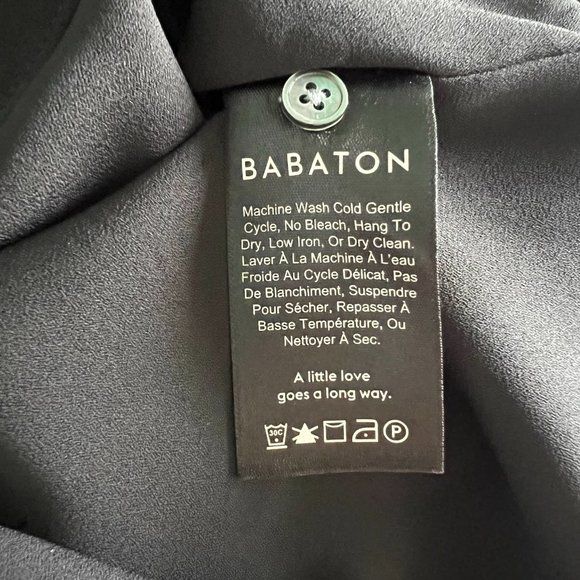 BABATON
Machine Wash Cold Gentle
Cycle, No Bleach, Hang To
Dry, Low Iron, Or Dry Clean.
Laver À La Machine À L'eau
Froide Au Cycle Délicat, Pas
De Blanchiment, Suspendre
Pour Sécher, Repasser À
Basse Température, Ou
Nettoyer À Sec.
A little love
goes a long way.
30C P